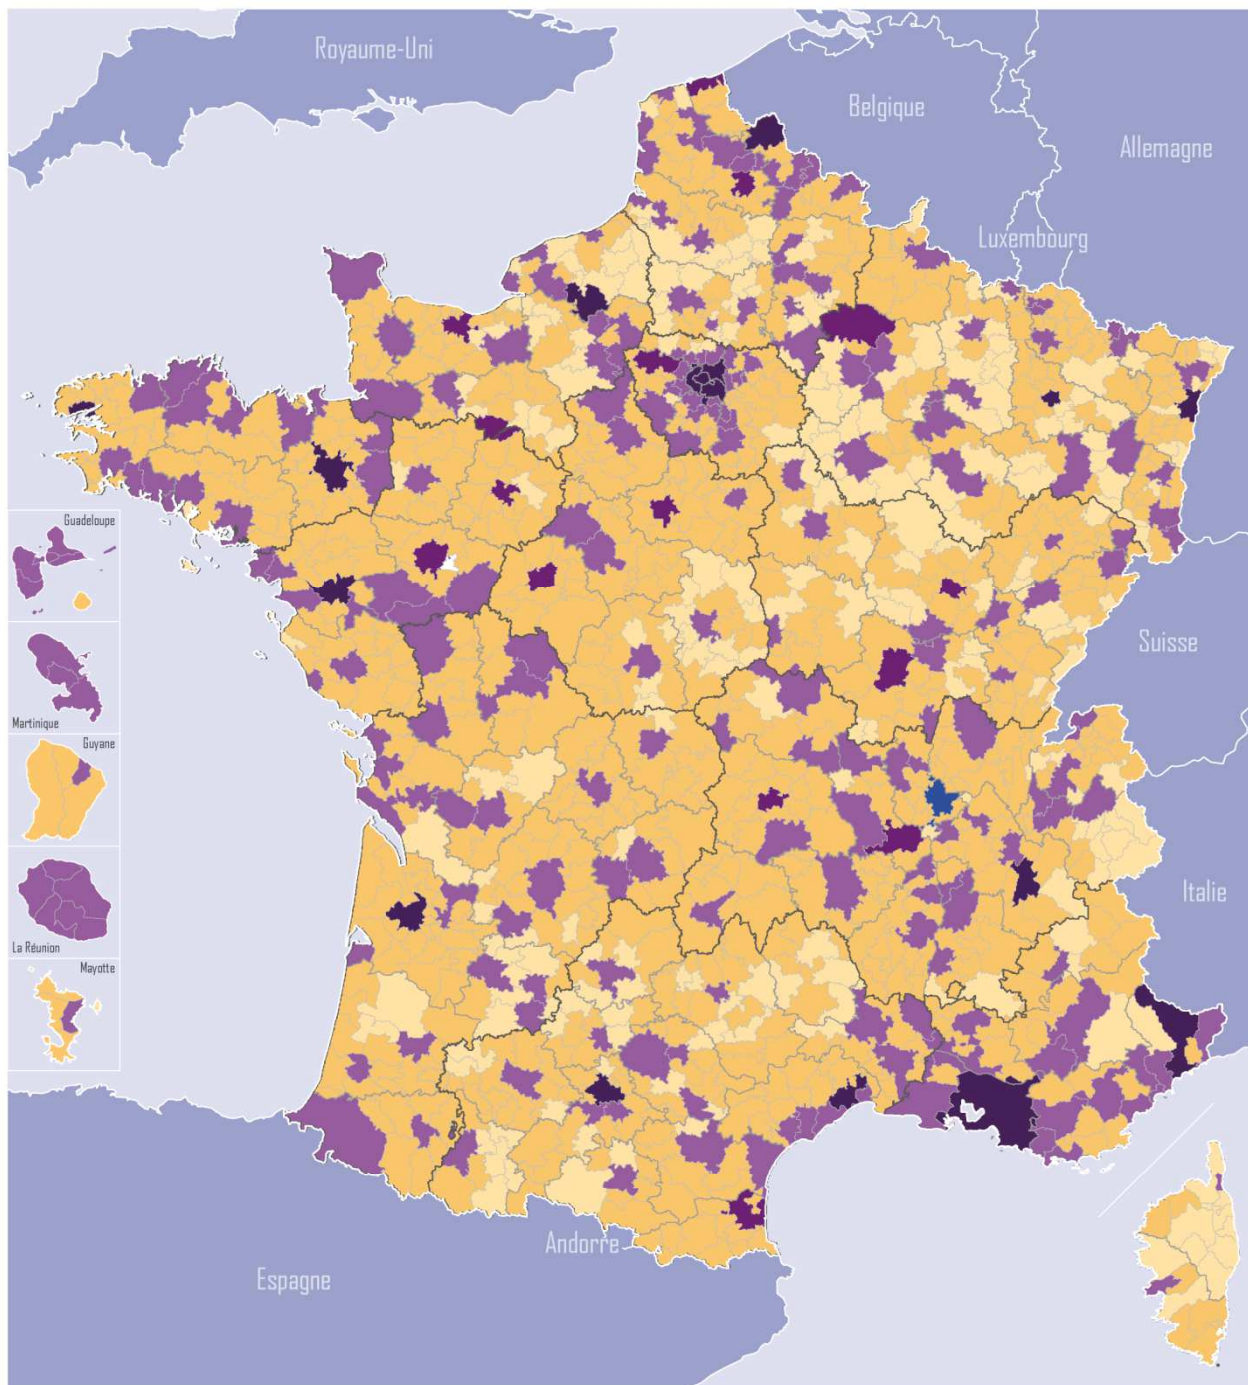 Royaume-Uni
Belgique
Allemagne
Luxembourg
Guadeloupe
Martinique
Suisse
Guyane
La Réunion
Italie
Mayotte
Andorre
Espagne